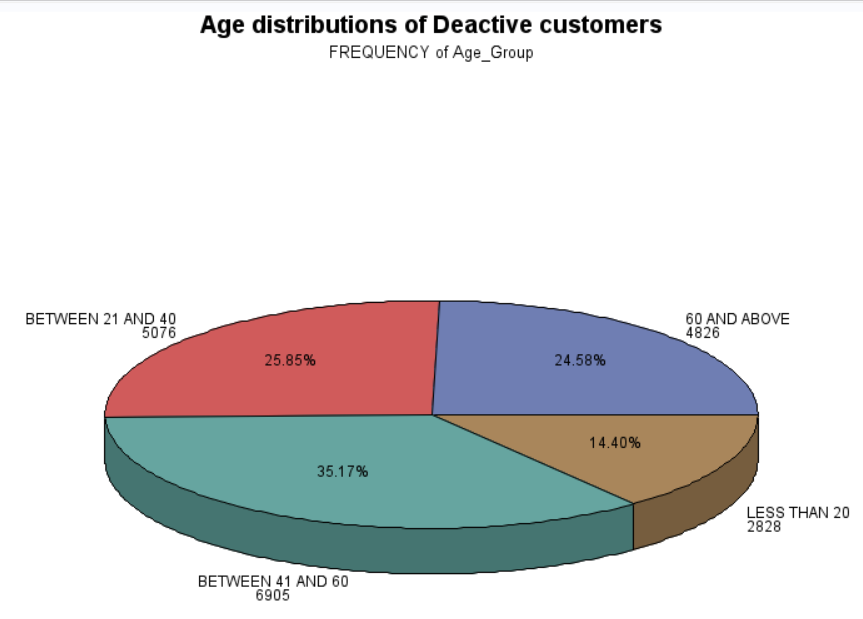 Age distributions of Deactive customers
FREQUENCY of Age_Group
BETWEEN 21 AND 40
5076
60 AND ABOVE
4826
25.85%
24.58%
14.40%
35.17%
LESS THAN 20
2828
BETWEEN 41 AND 60
6905